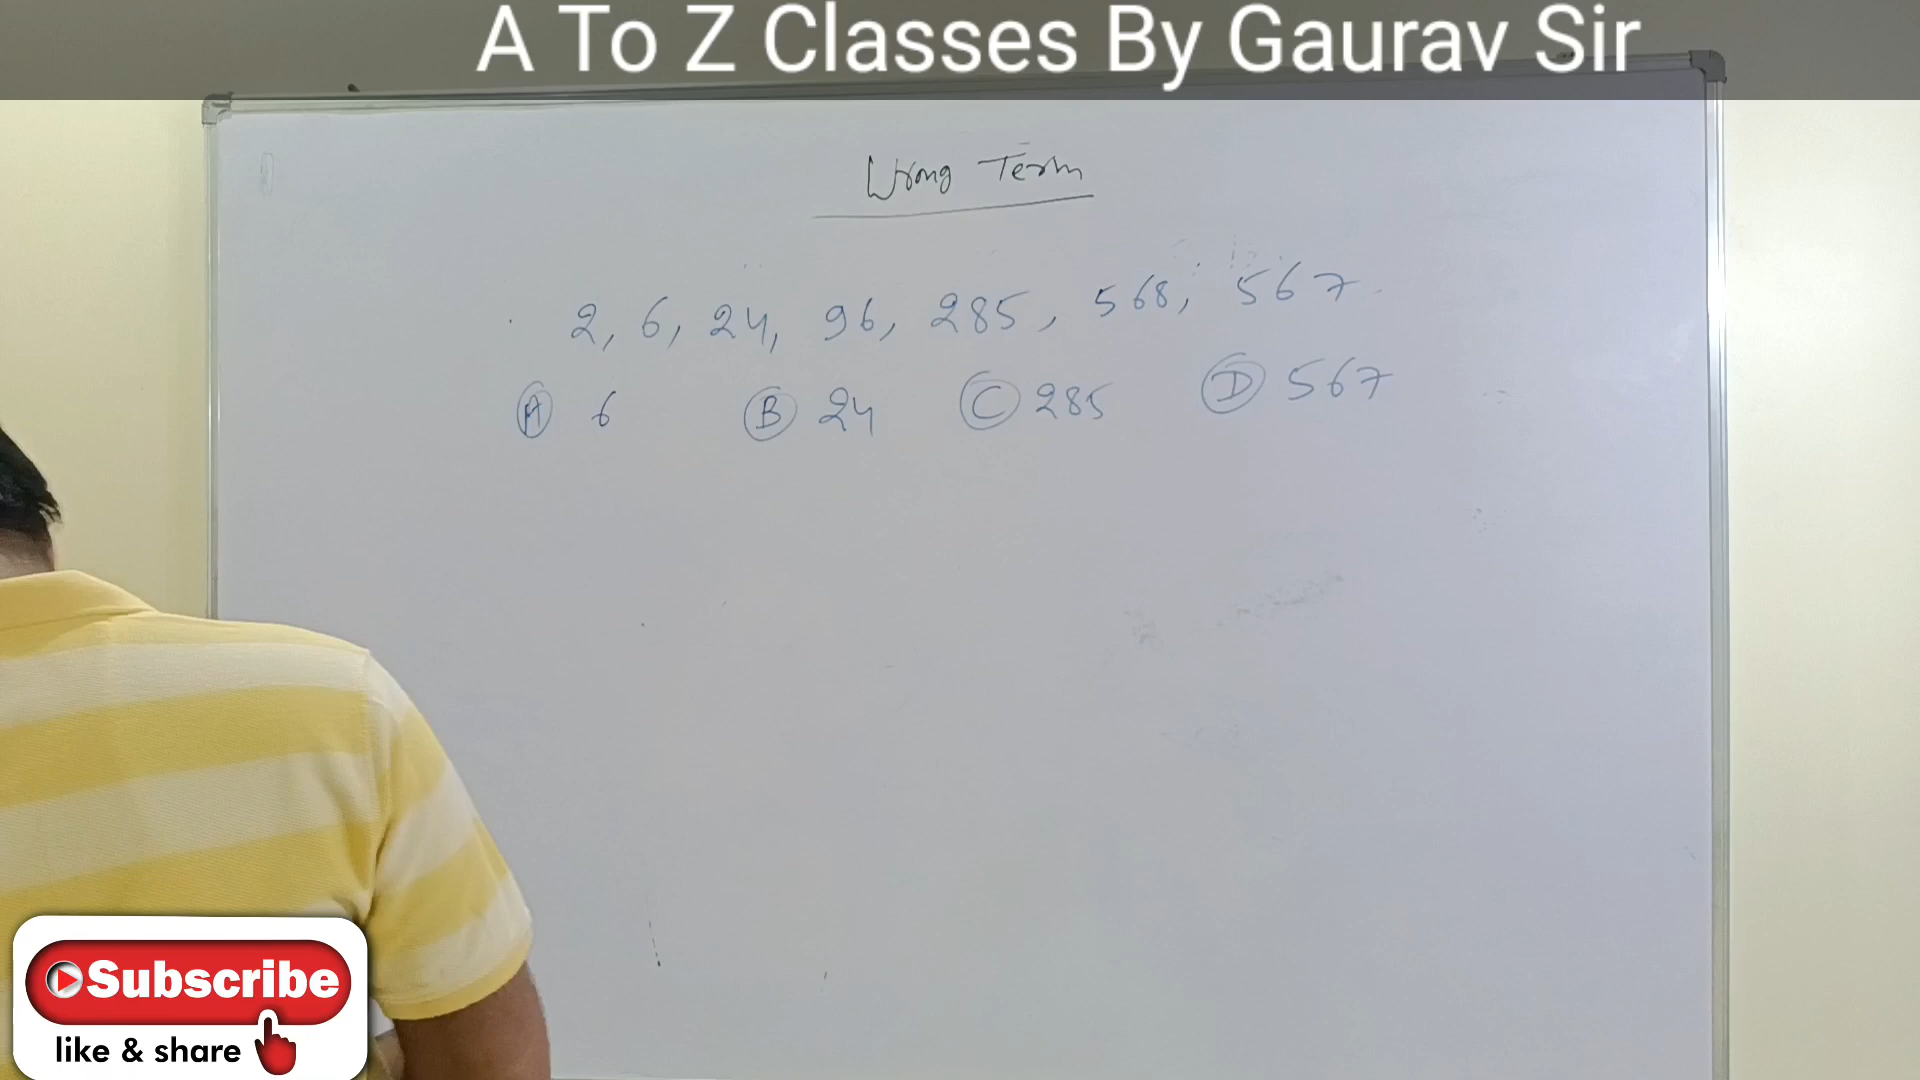 A To Z Classes By Gaurav Sir
Wrong Term
2, 6, 24, 96, 285, 568, 567
A 6 B 24 C 285 D 567
Subscribe
like & share